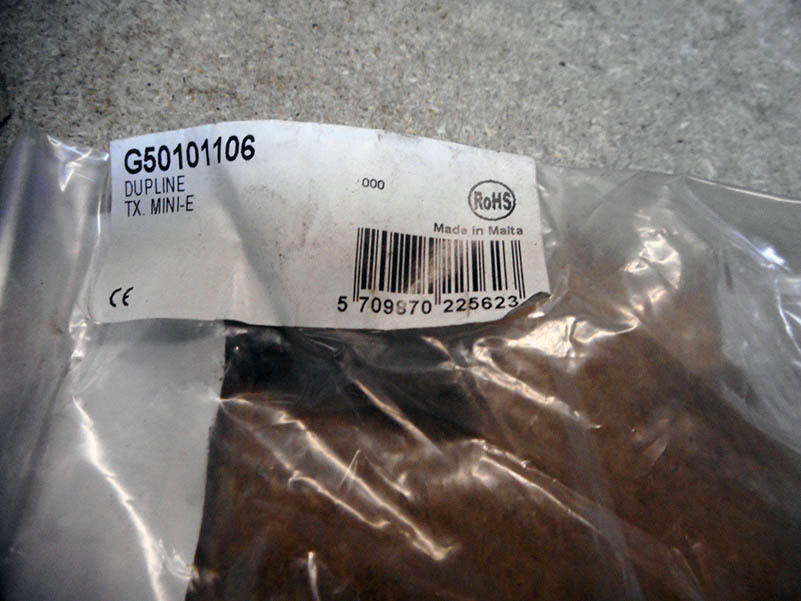 G50101106
DUPLINE
TX. MINI-E
000
RoHS
Made in Malta
CE
5 709870 225623